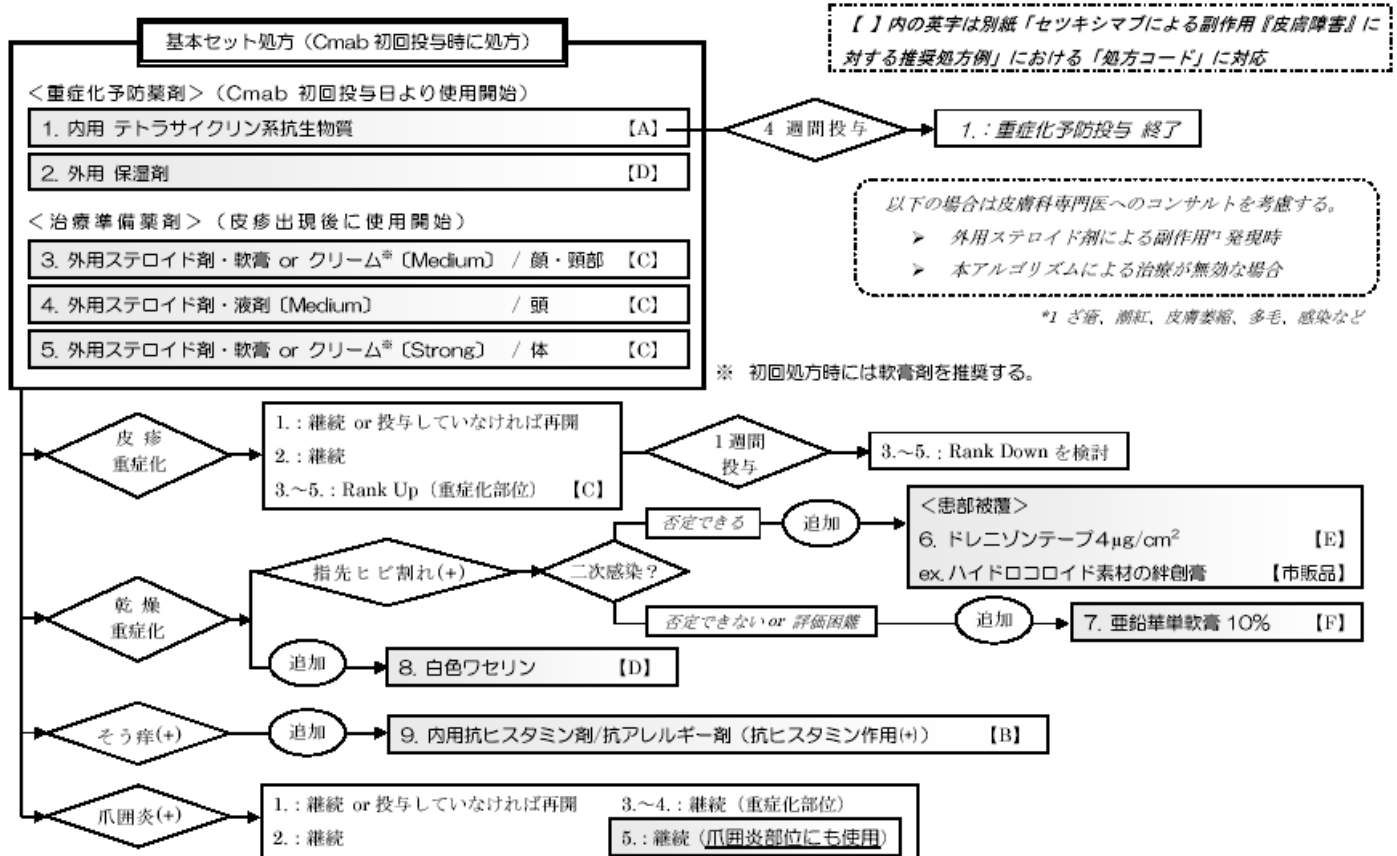 基本セット処方（Cmab 初回投与時に処方）
【 】内の英字は別紙「セツキシマブによる副作用『皮膚障害』に
対する推奨処方例」における「処方コード」に対応
＜重症化予防薬剤＞（Cmab 初回投与日より使用開始）
1. 内用 テトラサイクリン系抗生物質 【A】
4 週間投与
1.：重症化予防投与 終了
2. 外用 保湿剤 【D】
＜治療準備薬剤＞（皮疹出現後に使用開始）
3. 外用ステロイド剤・軟膏 or クリーム※〔Medium〕 / 顔・頸部 【C】
4. 外用ステロイド剤・液剤〔Medium〕 / 頭 【C】
5. 外用ステロイド剤・軟膏 or クリーム※〔Strong〕 / 体 【C】
以下の場合は皮膚科専門医へのコンサルトを考慮する。
➢ 外用ステロイド剤による副作用*1 発現時
➢ 本アルゴリズムによる治療が無効な場合
*1 ざ瘡、潮紅、皮膚萎縮、多毛、感染など
※ 初回処方時には軟膏剤を推奨する。
皮 疹
重症化
1.：継続 or 投与していなければ再開
2.：継続
3.～5.：Rank Up（重症化部位） 【C】
1 週間
投与
3.～5.：Rank Down を検討
乾 燥
重症化
指先ヒビ割れ(+)
二次感染？
否定できる
追加
＜患部被覆＞
6. ドレニゾンテープ4μg/cm²　【E】
ex. ハイドロコロイド素材の絆創膏 【市販品】
否定できない or 評価困難
追加
7. 亜鉛華単軟膏 10% 【F】
追加
8. 白色ワセリン 【D】
そう痒(+)
追加
9. 内用抗ヒスタミン剤/抗アレルギー剤（抗ヒスタミン作用(+)） 【B】
爪囲炎(+)
1.：継続 or 投与していなければ再開
2.：継続
3.～4.：継続（重症化部位）
5.：継続（爪囲炎部位にも使用）